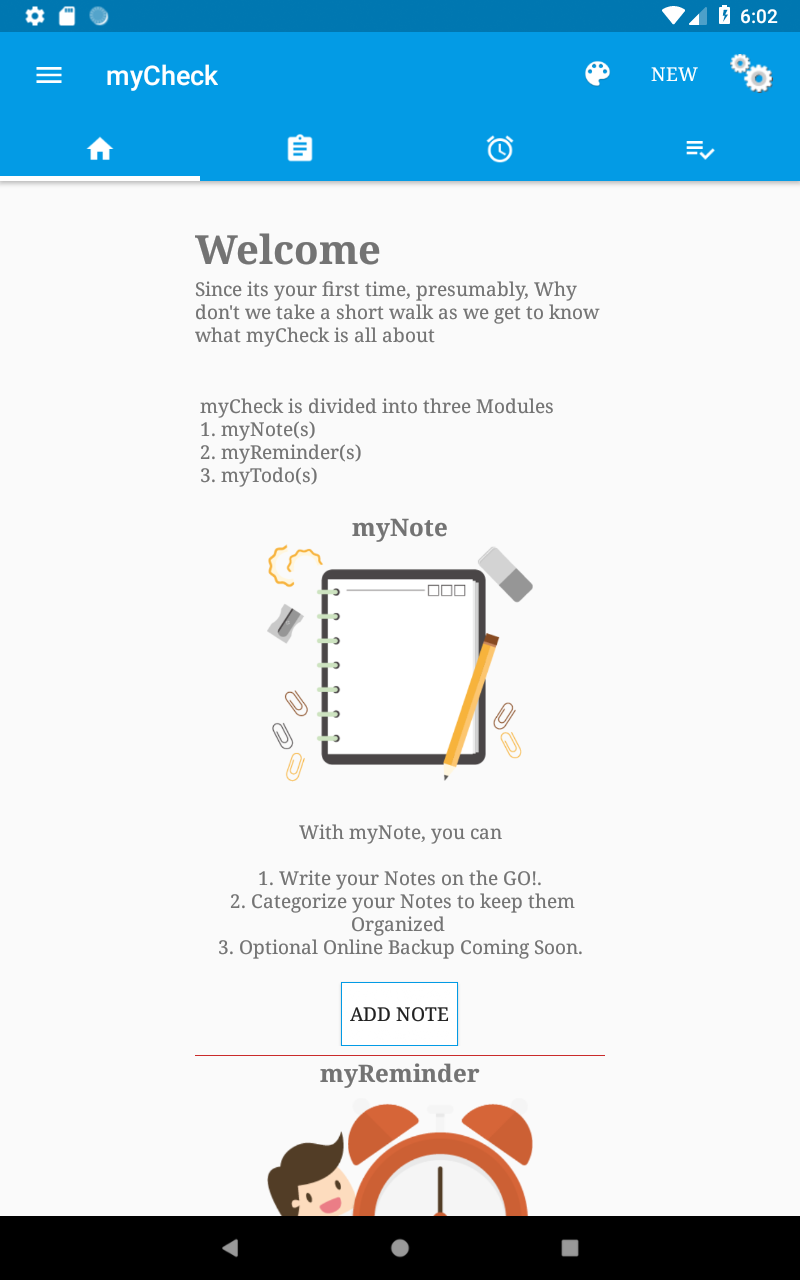 6:02
myCheck
NEW
Welcome
Since its your first time, presumably, Why
don't we take a short walk as we get to know
what myCheck is all about
myCheck is divided into three Modules
1. myNote(s)
2. myReminder(s)
3. myTodo(s)
myNote
With myNote, you can
1. Write your Notes on the GO!.
2. Categorize your Notes to keep them
Organized
3. Optional Online Backup Coming Soon.
ADD NOTE
myReminder